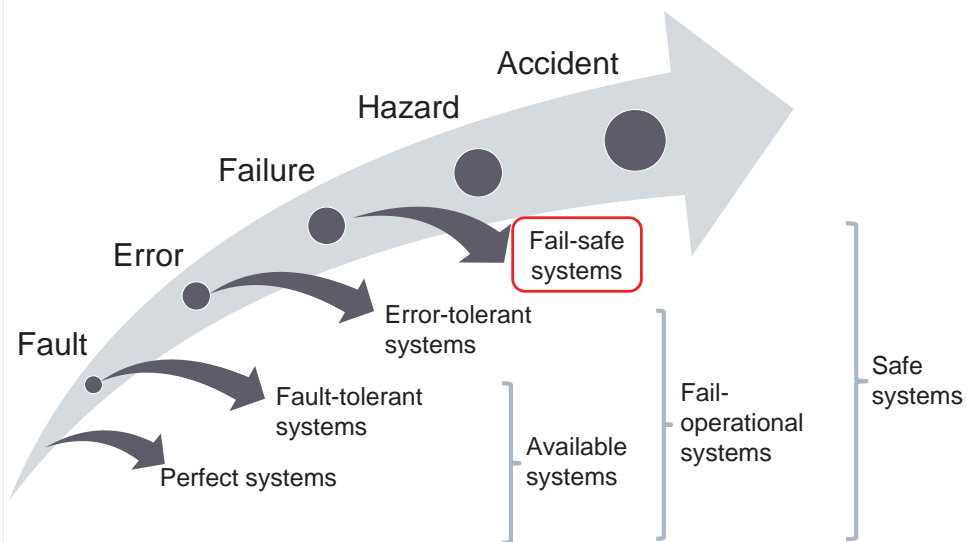 Accident
Hazard
Failure
Error
Fault
Fail-safe
systems
Error-tolerant
systems
Fault-tolerant
systems
Perfect systems
Available
systems
Fail-
operational
systems
Safe
systems